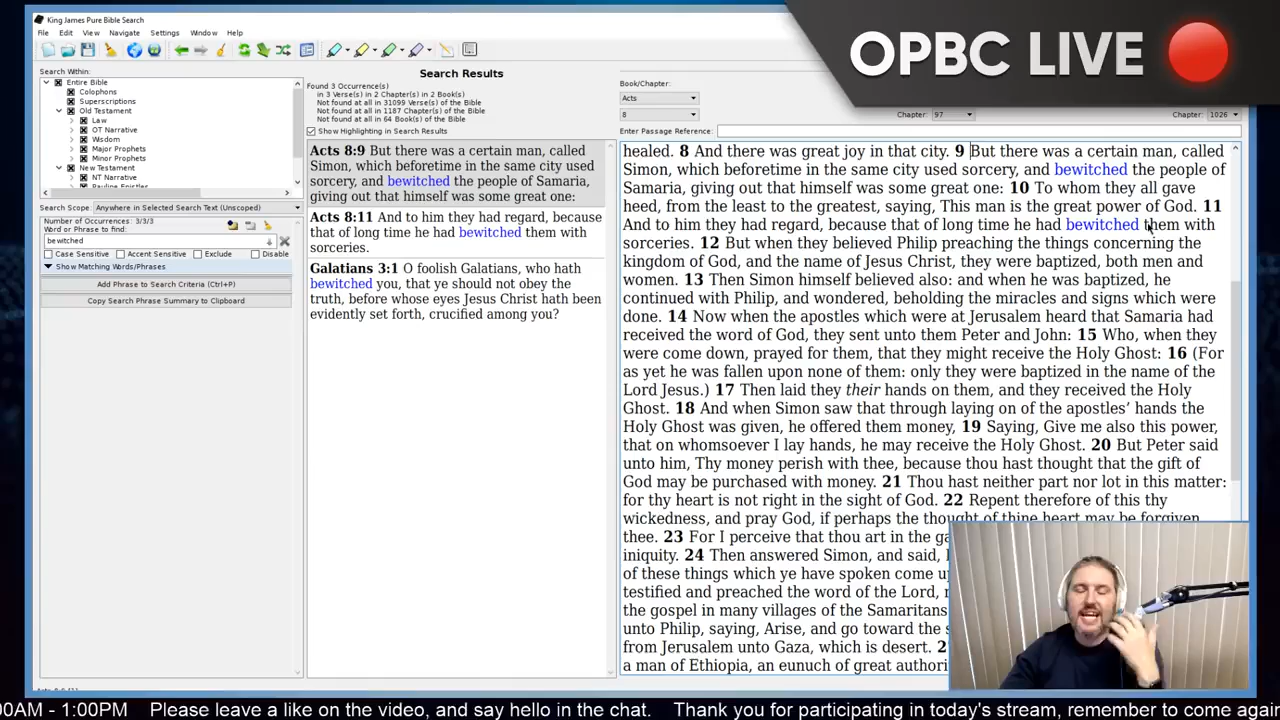 King James Pure Bible Search
OPBC LIVE
File Edit View Navigate Settings Window Help
Search Within:
Entire Bible
Colophons
Superscriptions
Old Testament
Law
OT Narrative
Wisdom
Major Prophets
Minor Prophets
New Testament
NT Narrative
Pauline Epistles
Search Scope: Anywhere in Selected Search Text (Unscoped)
Number of Occurrences: 3/3/3
Word or Phrase to find:
bewitched
Case Sensitive Accent Sensitive Exclude Disable
Show Matching Words/Phrases
Add Phrase to Search Criteria (Ctrl+P)
Copy Search Phrase Summary to Clipboard
Search Results
Found 3 Occurrence(s)
in 3 Verse(s) in 2 Chapter(s) in 2 Book(s)
Not found at all in 31099 Verse(s) of the Bible
Not found at all in 1187 Chapter(s) of the Bible
Not found at all in 64 Book(s) of the Bible
Show Highlighting in Search Results
Acts 8:9 But there was a certain man, called
Simon, which beforetime in the same city used
sorcery, and bewitched the people of Samaria,
giving out that himself was some great one:
Acts 8:11 And to him they had regard, because
that of long time he had bewitched them with
sorceries.
Galatians 3:1 O foolish Galatians, who hath
bewitched you, that ye should not obey the
truth, before whose eyes Jesus Christ hath been
evidently set forth, crucified among you?
Book/Chapter:
Acts
8
Chapter: 97
Chapter: 1026
Enter Passage Reference:
healed. 8 And there was great joy in that city. 9 But there was a certain man, called
Simon, which beforetime in the same city used sorcery, and bewitched the people of
Samaria, giving out that himself was some great one: 10 To whom they all gave
heed, from the least to the greatest, saying, This man is the great power of God. 11
And to him they had regard, because that of long time he had bewitched them with
sorceries. 12 But when they believed Philip preaching the things concerning the
kingdom of God, and the name of Jesus Christ, they were baptized, both men and
women. 13 Then Simon himself believed also: and when he was baptized, he
continued with Philip, and wondered, beholding the miracles and signs which were
done. 14 Now when the apostles which were at Jerusalem heard that Samaria had
received the word of God, they sent unto them Peter and John: 15 Who, when they
were come down, prayed for them, that they might receive the Holy Ghost: 16 (For
as yet he was fallen upon none of them: only they were baptized in the name of the
Lord Jesus.) 17 Then laid they their hands on them, and they received the Holy
Ghost. 18 And when Simon saw that through laying on of the apostles’ hands the
Holy Ghost was given, he offered them money, 19 Saying, Give me also this power,
that on whomsoever I lay hands, he may receive the Holy Ghost. 20 But Peter said
unto him, Thy money perish with thee, because thou hast thought that the gift of
God may be purchased with money. 21 Thou hast neither part nor lot in this matter:
for thy heart is not right in the sight of God. 22 Repent therefore of this thy
wickedness, and pray God, if perhaps the thought of thine heart may be forgiven
thee. 23 For I perceive that thou art in the ga
iniquity. 24 Then answered Simon, and said,
of these things which ye have spoken come up
testified and preached the word of the Lord,
the gospel in many villages of the Samaritans
unto Philip, saying, Arise, and go toward the s
from Jerusalem unto Gaza, which is desert. 2
a man of Ethiopia, an eunuch of great authori
00AM - 1:00PM Please leave a like on the video, and say hello in the chat. Thank you for participating in today's stream, remember to come again